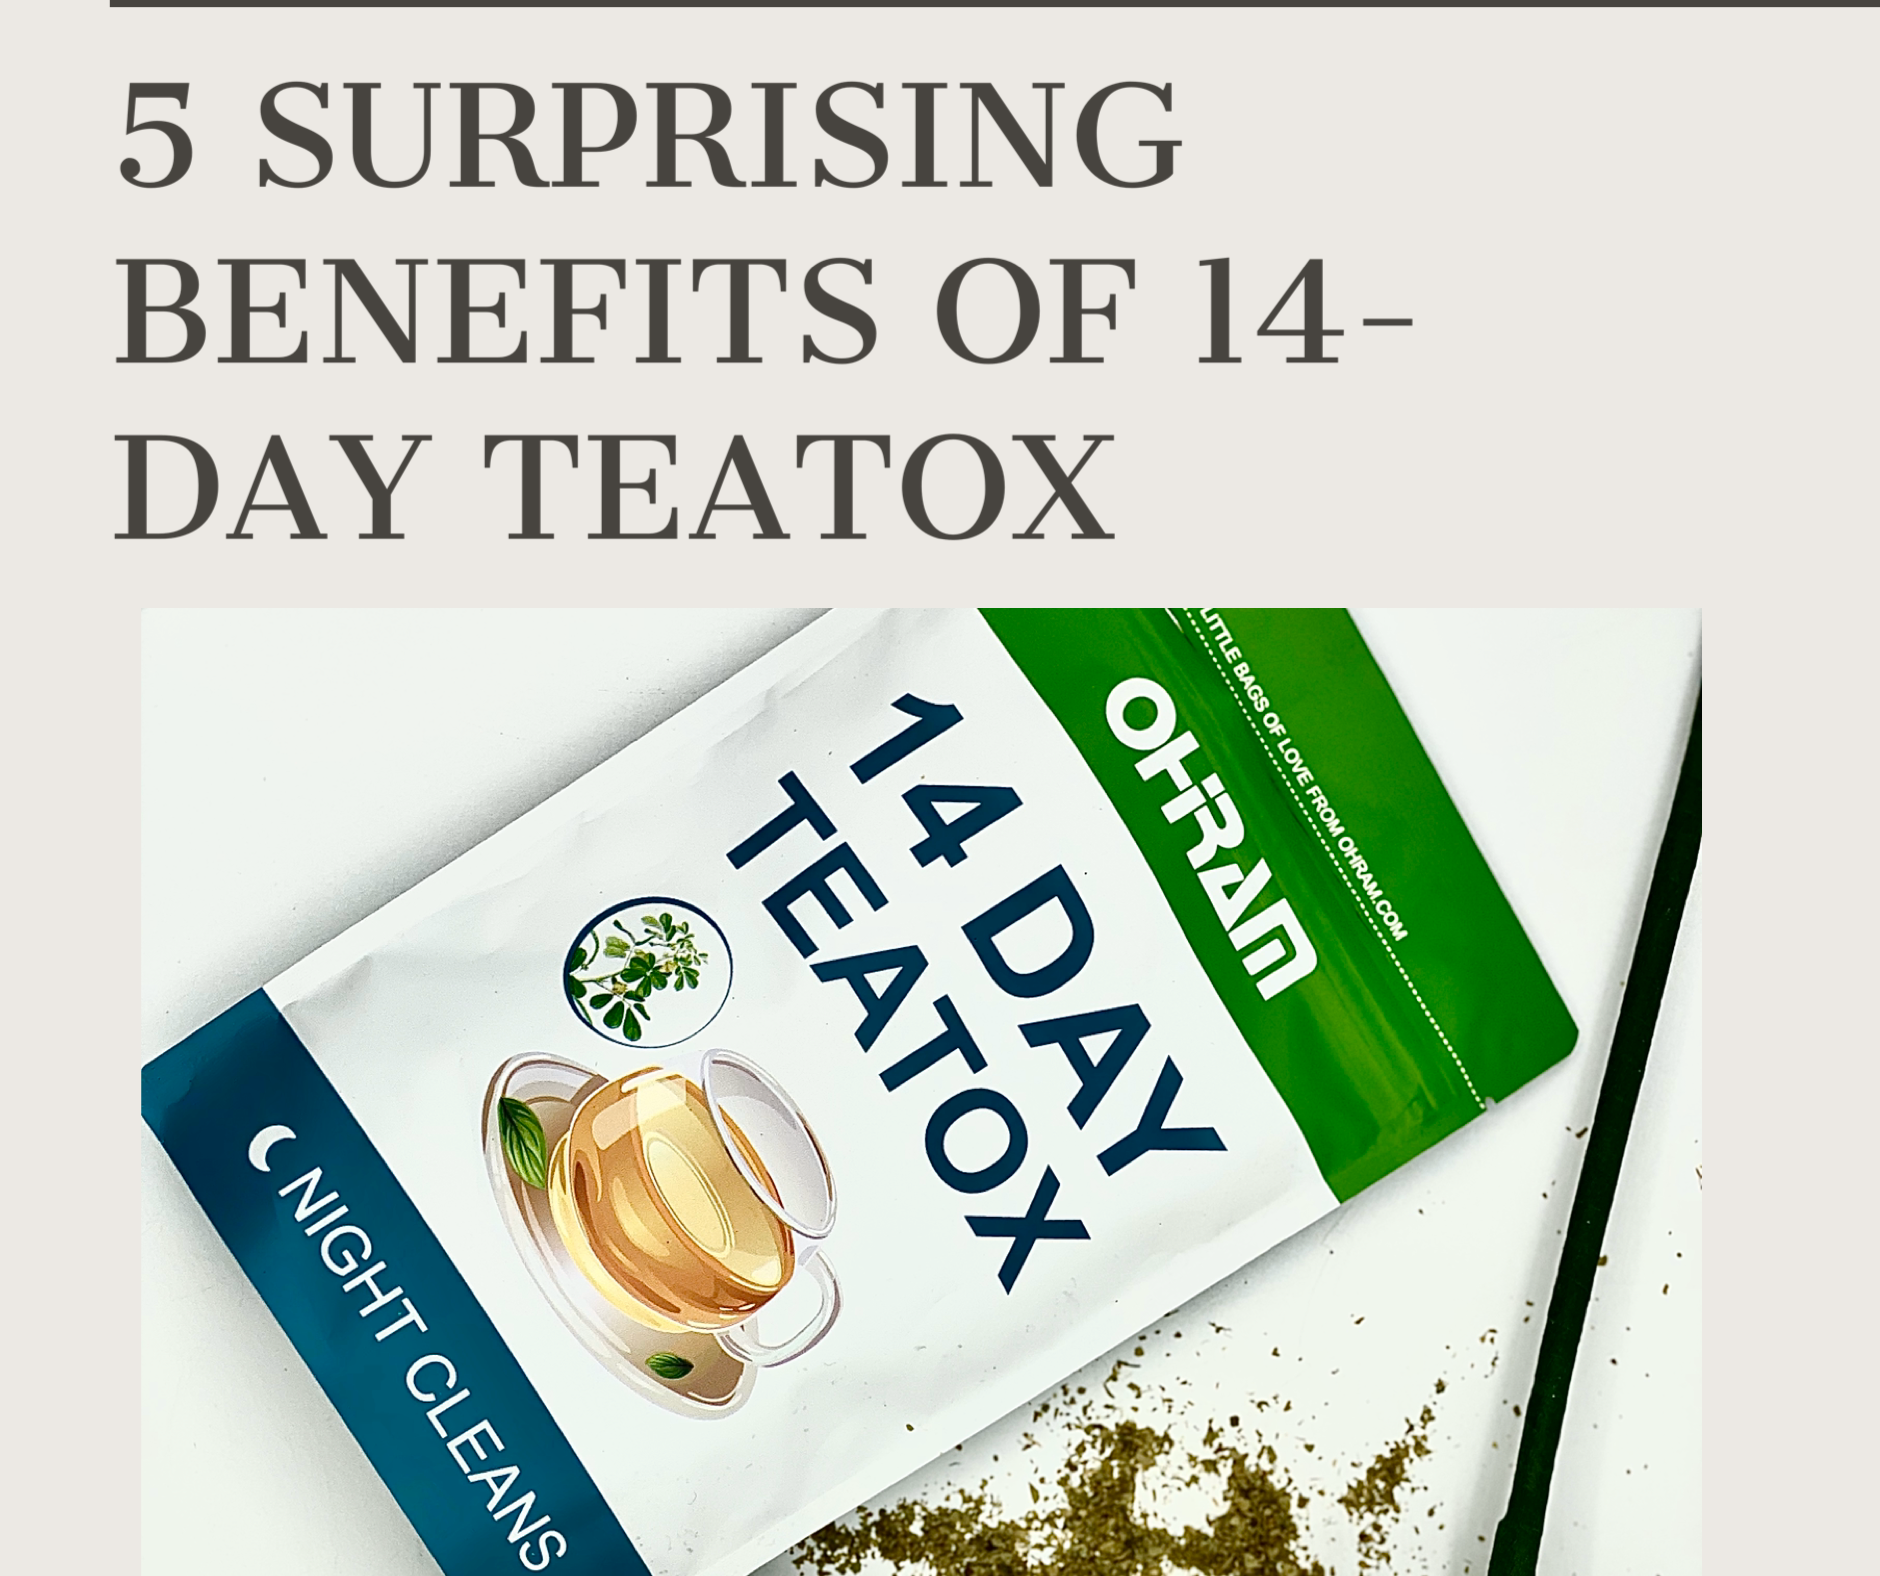 5 SURPRISING
BENEFITS OF 14-
DAY TEATOX
LITTLE BAGS OF LOVE FROM OHRAM.COM
OHRAM
14 DAY
TEATOX
NIGHT CLEANS